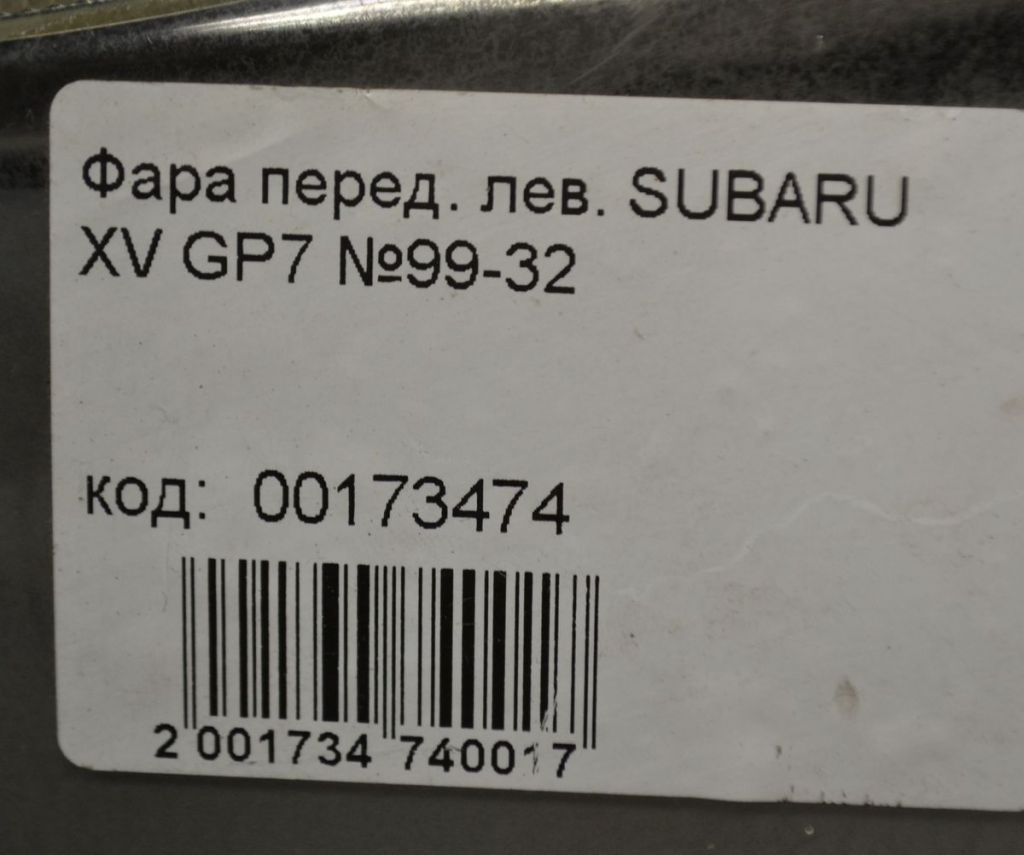 Фара перед. лев. SUBARU
XV GP7 №99-32
код: 00173474
2 001734 740017